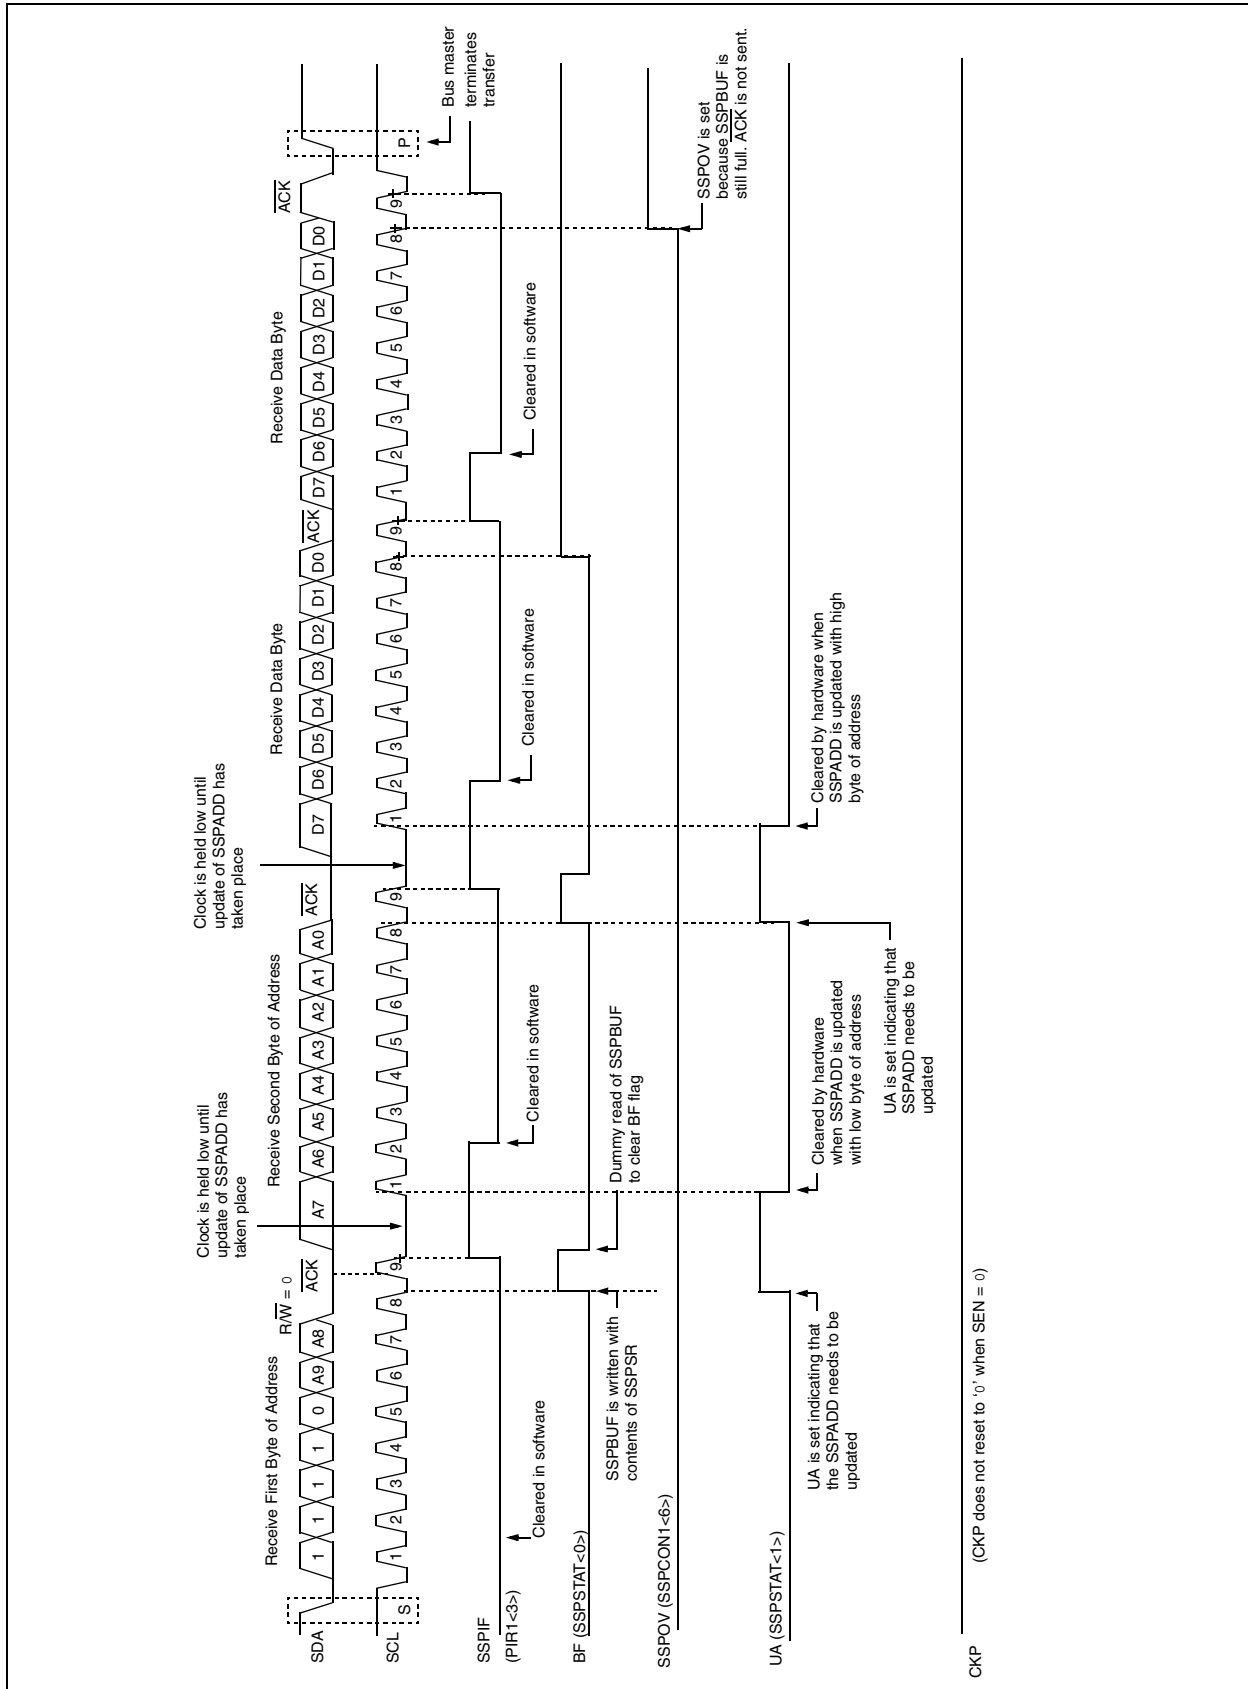 Receive First Byte of Address
R/W = 0
Receive Second Byte of Address
Receive Data Byte
Receive Data Byte
Clock is held low until
update of SSPADD has
taken place
Clock is held low until
update of SSPADD has
taken place
SDA
1 1 1 1 0 A9 A8 ACK A7 A6 A5 A4 A3 A2 A1 A0 ACK D7 D6 D5 D4 D3 D2 D1 D0 ACK D7 D6 D5 D4 D3 D2 D1 D0 ACK
SCL
S 1 2 3 4 5 6 7 8 9 1 2 3 4 5 6 7 8 9 1 2 3 4 5 6 7 8 9 1 2 3 4 5 6 7 8 9 P
Bus master
terminates
transfer
SSPIF
(PIR1<3>)
Cleared in software
Cleared in software
Cleared in software
Cleared in software
BF (SSPSTAT<0>)
SSPBUF is written with
contents of SSPSR
Dummy read of SSPBUF
to clear BF flag
SSPOV (SSPCON1<6>)
SSPOV is set
because SSPBUF is
still full. ACK is not sent.
UA (SSPSTAT<1>)
UA is set indicating that
the SSPADD needs to be
updated
Cleared by hardware
when SSPADD is updated
with low byte of address
UA is set indicating that
SSPADD needs to be
updated
Cleared by hardware when
SSPADD is updated with high
byte of address
CKP
(CKP does not reset to ‘0’ when SEN = 0)